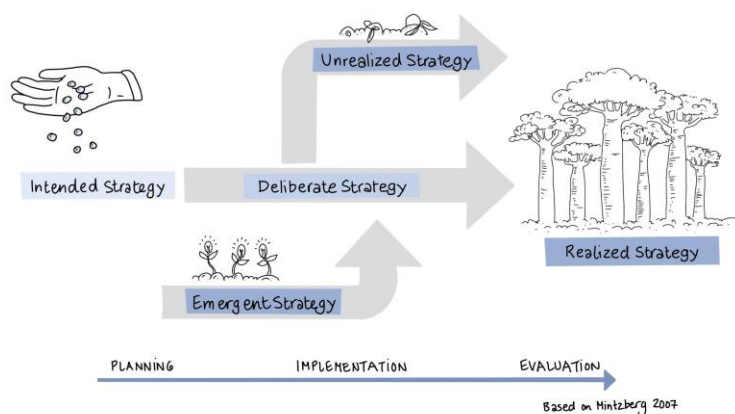 Unrealized Strategy
Intended Strategy
Deliberate Strategy
Realized Strategy
Emergent Strategy
PLANNING
IMPLEMENTATION
EVALUATION
Based on Mintzberg 2007